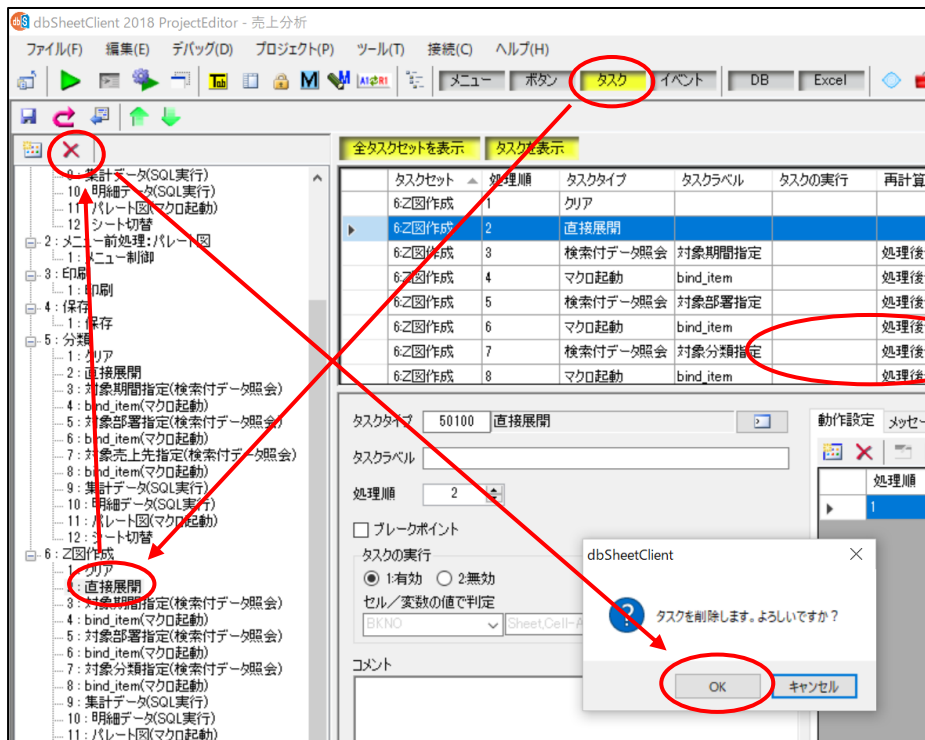 dbSheetClient 2018 ProjectEditor - 売上分析
ファイル(F) 編集(E) デバッグ(D) プロジェクト(P) ツール(T) 接続(C) ヘルプ(H)
Tab M M A1⇄R1 メニュー ボタン タスク イベント DB Excel
全タスクセットを表示 タスクを表示
9 : 集計データ(SQL実行)
10 : 明細データ(SQL実行)
11 : パレート図(マクロ起動)
12 : シート切替
2 : メニュー前処理:パレート図
1 : メニュー制御
3 : 印刷
1 : 印刷
4 : 保存
1 : 保存
5 : 分類
1 : クリア
2 : 直接展開
3 : 対象期間指定(検索付データ照会)
4 : bind_item(マクロ起動)
5 : 対象部署指定(検索付データ照会)
6 : bind_item(マクロ起動)
7 : 対象売上先指定(検索付データ照会)
8 : bind_item(マクロ起動)
9 : 集計データ(SQL実行)
10 : 明細データ(SQL実行)
11 : パレート図(マクロ起動)
12 : シート切替
6 : Z図作成
1 : クリア
2 : 直接展開
3 : 対象期間指定(検索付データ照会)
4 : bind_item(マクロ起動)
5 : 対象部署指定(検索付データ照会)
6 : bind_item(マクロ起動)
7 : 対象分類指定(検索付データ照会)
8 : bind_item(マクロ起動)
9 : 集計データ(SQL実行)
10 : 明細データ(SQL実行)
11 : パレート図(マクロ起動)
タスクセット 処理順 タスクタイプ タスクラベル タスクの実行 再計算
6:Z図作成 1 クリア
6:Z図作成 2 直接展開
6:Z図作成 3 検索付データ照会 対象期間指定 処理後
6:Z図作成 4 マクロ起動 bind_item 処理後
6:Z図作成 5 検索付データ照会 対象部署指定 処理後
6:Z図作成 6 マクロ起動 bind_item 処理後
6:Z図作成 7 検索付データ照会 対象分類指定 処理後
6:Z図作成 8 マクロ起動 bind_item 処理後
タスクタイプ 50100 直接展開
タスクラベル
処理順 2
ブレークポイント
タスクの実行
1:有効 2:無効
セル/変数の値で判定
BKNO Sheet,Cell-A
コメント
動作設定 メッセー
処理順
1
dbSheetClient
タスクを削除します。よろしいですか?
OK キャンセル